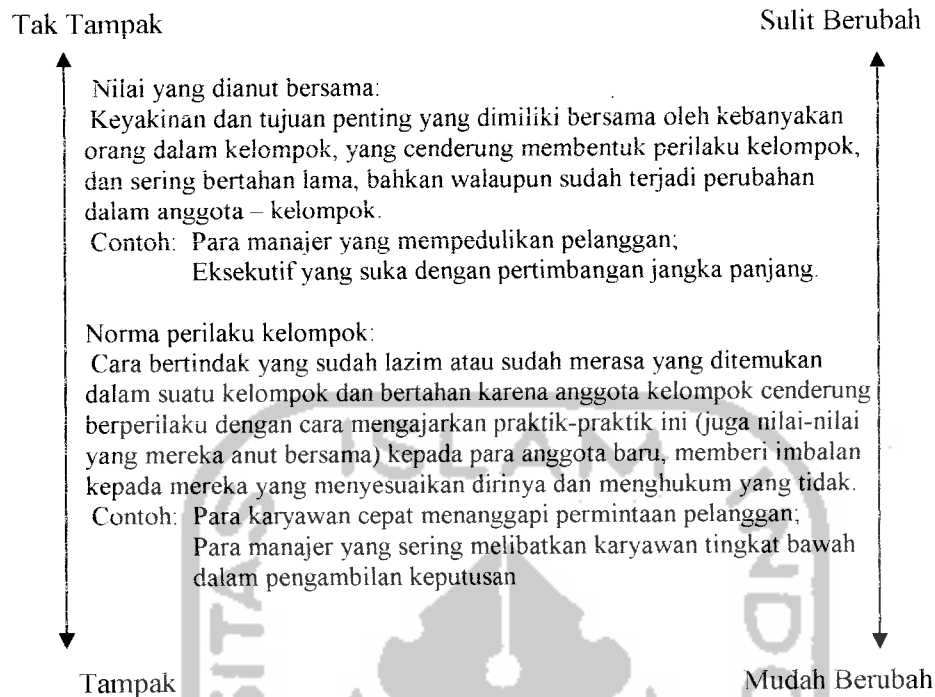 Tak Tampak
Sulit Berubah
Nilai yang dianut bersama:
Keyakinan dan tujuan penting yang dimiliki bersama oleh kebanyakan
orang dalam kelompok, yang cenderung membentuk perilaku kelompok,
dan sering bertahan lama, bahkan walaupun sudah terjadi perubahan
dalam anggota – kelompok.
Contoh: Para manajer yang mempedulikan pelanggan;
Eksekutif yang suka dengan pertimbangan jangka panjang.
Norma perilaku kelompok:
Cara bertindak yang sudah lazim atau sudah merasa yang ditemukan
dalam suatu kelompok dan bertahan karena anggota kelompok cenderung
berperilaku dengan cara mengajarkan praktik-praktik ini (juga nilai-nilai
yang mereka anut bersama) kepada para anggota baru, memberi imbalan
kepada mereka yang menyesuaikan dirinya dan menghukum yang tidak.
Contoh: Para karyawan cepat menanggapi permintaan pelanggan;
Para manajer yang sering melibatkan karyawan tingkat bawah
dalam pengambilan keputusan
Tampak
Mudah Berubah
ISLAM